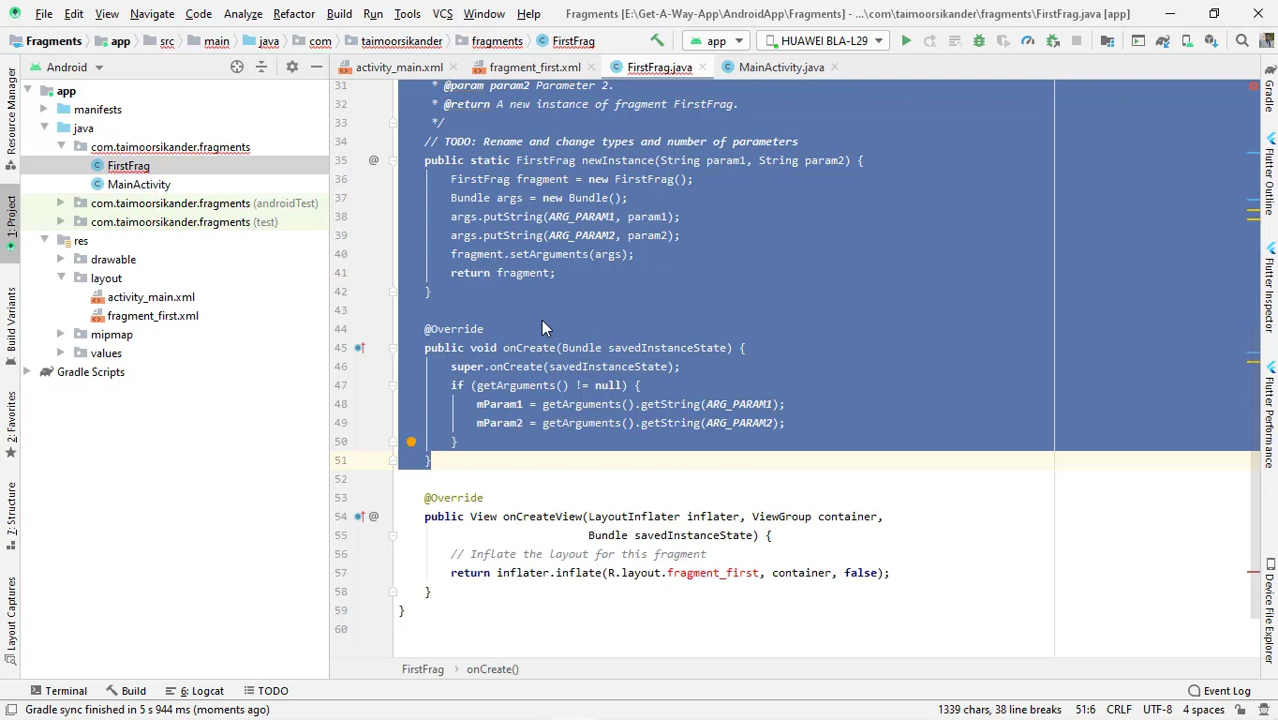 File Edit View Navigate Code Analyze Refactor Build Run Tools VCS Window Help Fragments [E:\Get-A-Way-App\AndroidApp\Fragments] - ...\com\taimoorsikander\fragments\FirstFrag.java [app]
Fragments app src main java com taimoorsikander fragments FirstFrag app HUAWEI BLA-L29
Android activity_main.xml fragment_first.xml FirstFrag.java MainActivity.java
app
manifests
java
com.taimoorsikander.fragments
FirstFrag
MainActivity
com.taimoorsikander.fragments (androidTest)
com.taimoorsikander.fragments (test)
res
drawable
layout
activity_main.xml
fragment_first.xml
mipmap
values
Gradle Scripts
Resource Manager
1: Project
Build Variants
2: Favorites
Z: Structure
Layout Captures
31 * @param param2 Parameter 2.
32 * @return A new instance of fragment FirstFrag.
33 */
34 // TODO: Rename and change types and number of parameters
35 @ public static FirstFrag newInstance(String param1, String param2) {
36 FirstFrag fragment = new FirstFrag();
37 Bundle args = new Bundle();
38 args.putString(ARG_PARAM1, param1);
39 args.putString(ARG_PARAM2, param2);
40 fragment.setArguments(args);
41 return fragment;
42 }
43
44 @Override
45 public void onCreate(Bundle savedInstanceState) {
46 super.onCreate(savedInstanceState);
47 if (getArguments() != null) {
48 mParam1 = getArguments().getString(ARG_PARAM1);
49 mParam2 = getArguments().getString(ARG_PARAM2);
50 }
51 }
52
53 @Override
54 @ public View onCreateView(LayoutInflater inflater, ViewGroup container,
55 Bundle savedInstanceState) {
56 // Inflate the layout for this fragment
57 return inflater.inflate(R.layout.fragment_first, container, false);
58 }
59 }
60
Gradle
Flutter Outline
Flutter Inspector
Flutter Performance
Device File Explorer
FirstFrag onCreate()
Terminal Build 6: Logcat TODO Event Log
Gradle sync finished in 5 s 944 ms (moments ago) 1339 chars, 38 line breaks 51:6 CRLF UTF-8 4 spaces